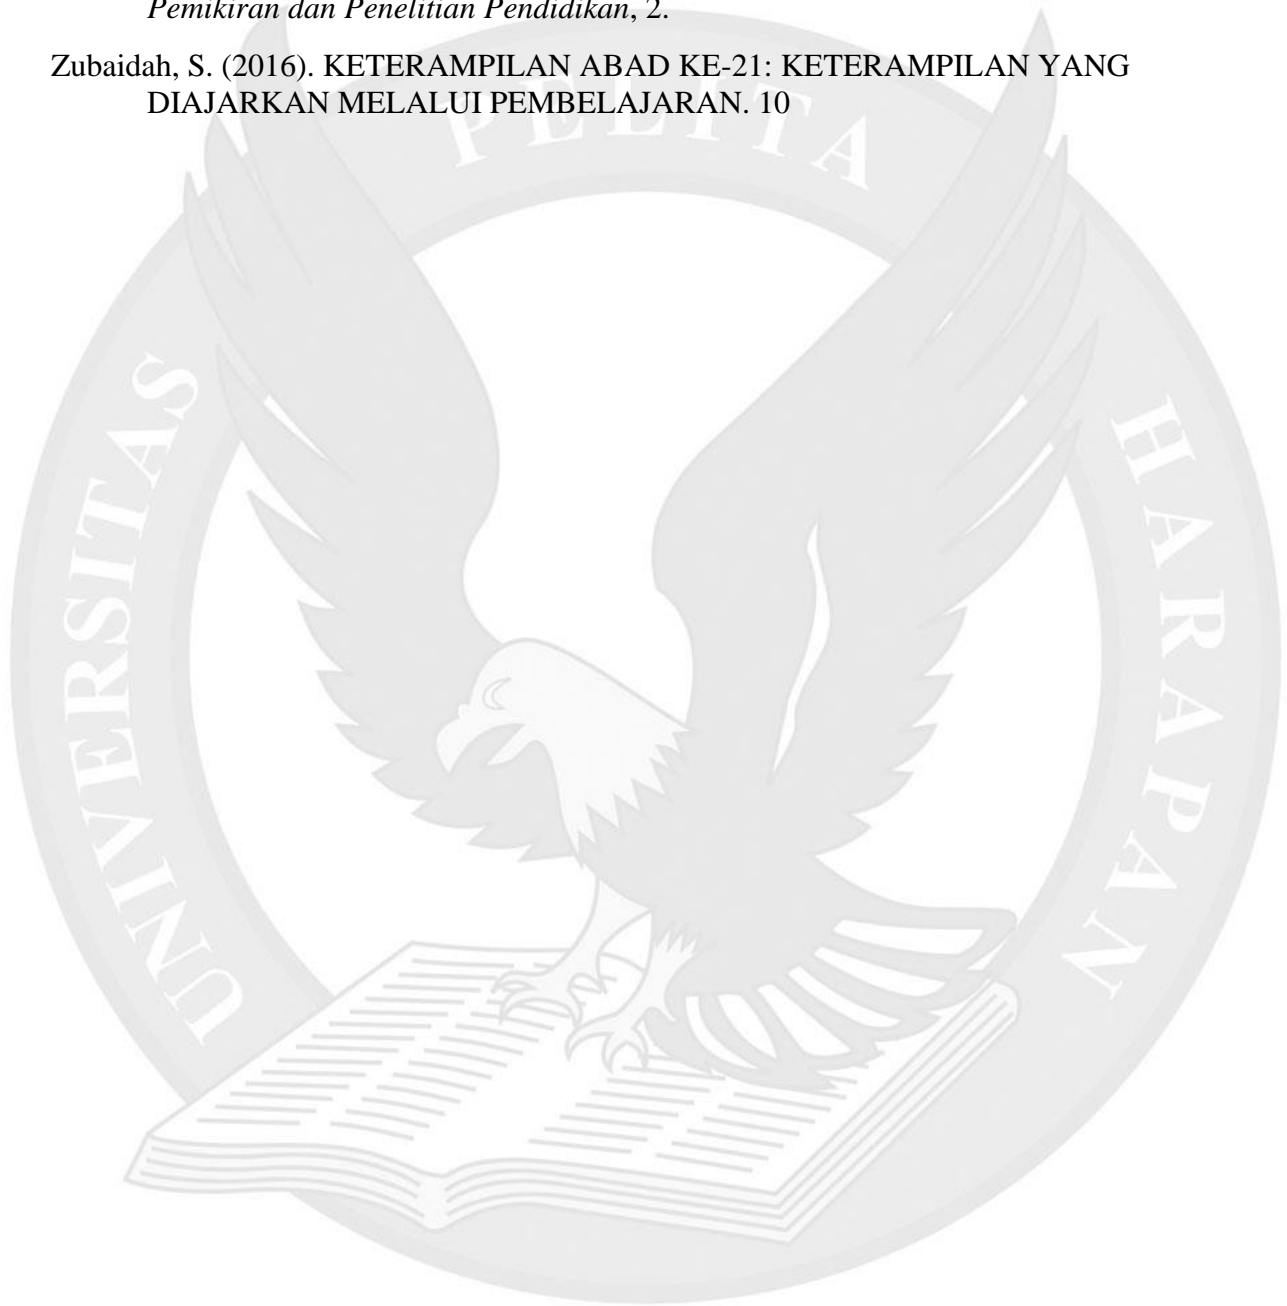 Pemikiran dan Penelitian Pendidikan, 2.
Zubaidah, S. (2016). KETERAMPILAN ABAD KE-21: KETERAMPILAN YANG
DIAJARKAN MELALUI PEMBELAJARAN. 10
UNIVERSITAS
PELITA
HARAPAN